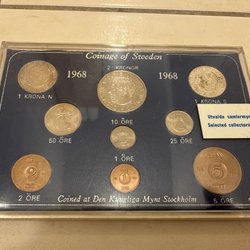 Coinage of Sweden
2 KRONOR
1968
1968
1 KRONA N
1 KRONA S
Utvalda samlarmynt
Selected collectors
10 ÖRE
50 ÖRE
25 ÖRE
1 ÖRE
2 ÖRE
5 ÖRE
Coined at Den Kungliga Mynt Stockholm